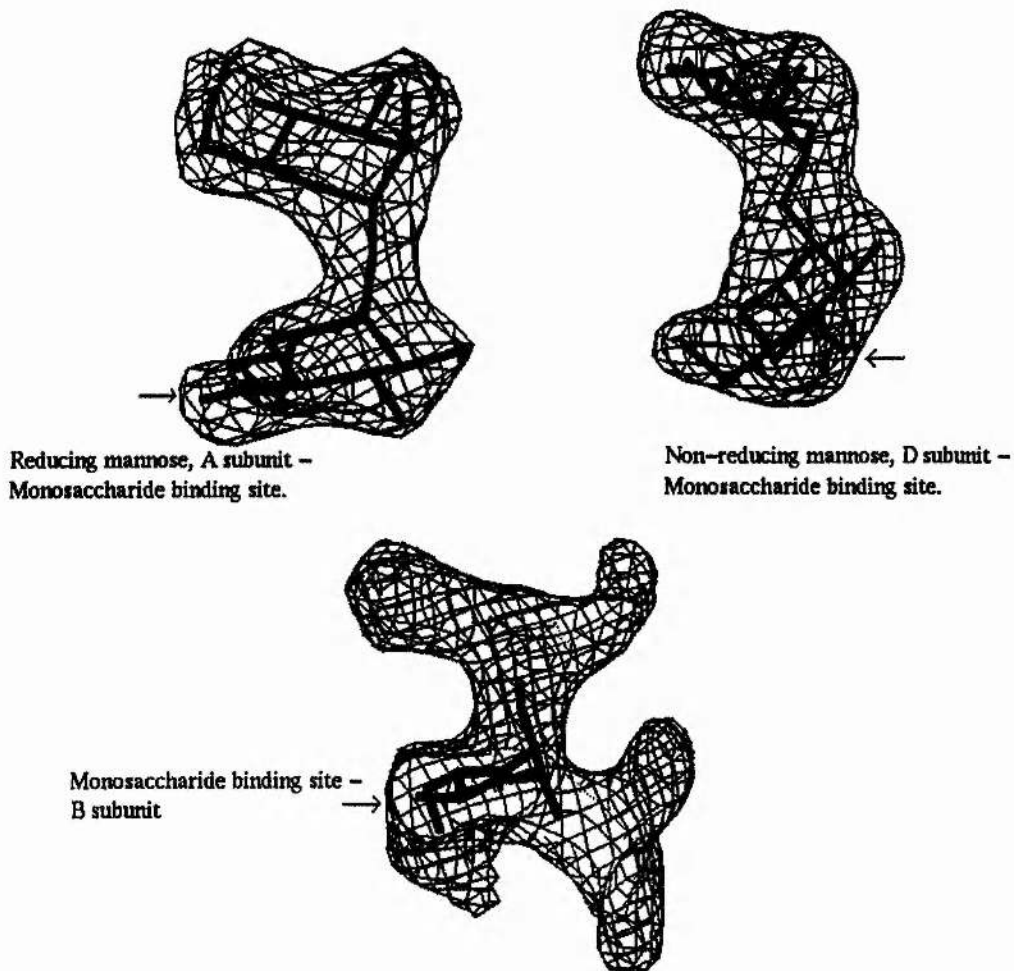 Reducing mannose, A subunit –
Monosaccharide binding site.
Non-reducing mannose, D subunit –
Monosaccharide binding site.
Monosaccharide binding site –
B subunit